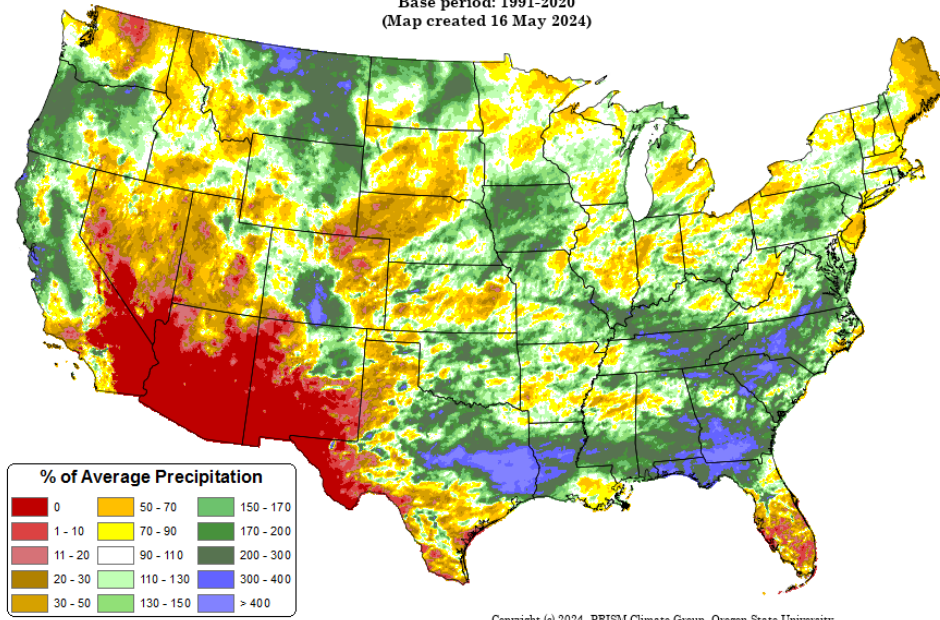 Base period: 1991-2020
(Map created 16 May 2024)
% of Average Precipitation
0
50 - 70
150 - 170
1 - 10
70 - 90
170 - 200
11 - 20
90 - 110
200 - 300
20 - 30
110 - 130
300 - 400
30 - 50
130 - 150
> 400
Copyright (c) 2024, PRISM Climate Group, Oregon State University